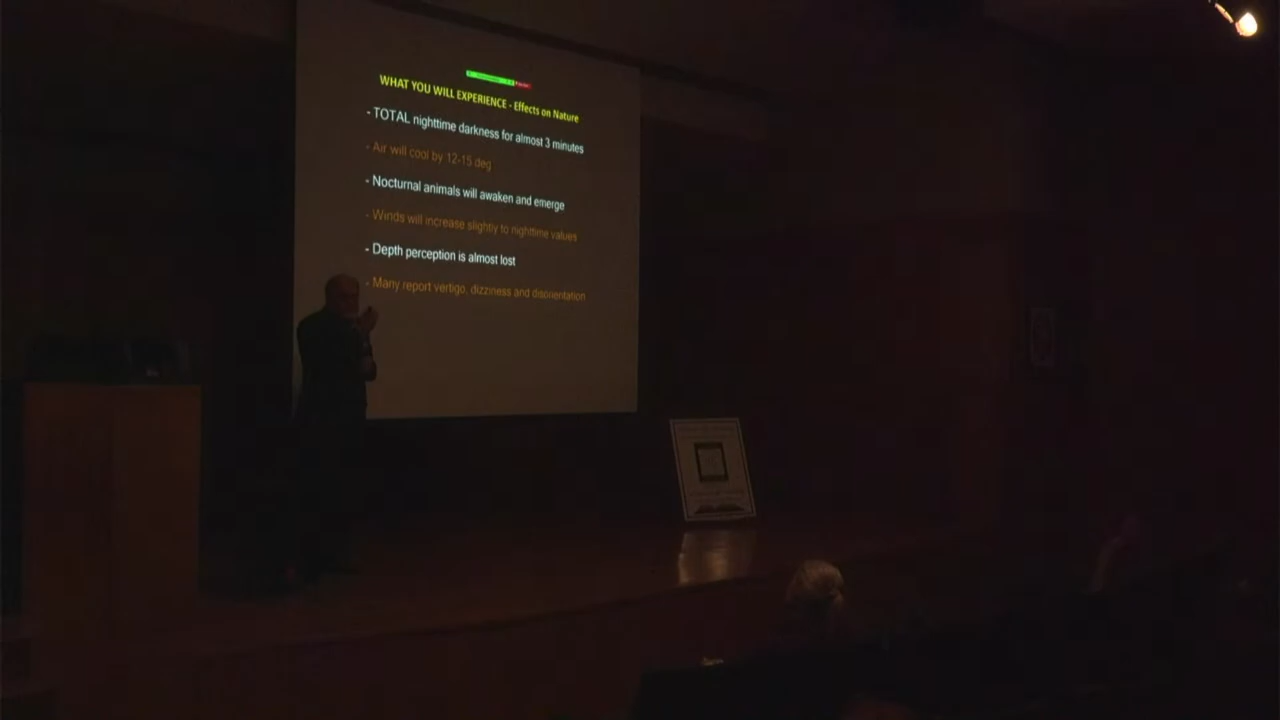 WHAT YOU WILL EXPERIENCE - Effects on Nature
- TOTAL nighttime darkness for almost 3 minutes
- Air will cool by 12-15 deg
- Nocturnal animals will awaken and emerge
- Winds will increase slightly to nighttime values
- Depth perception is almost lost
- Many report vertigo, dizziness and disorientation